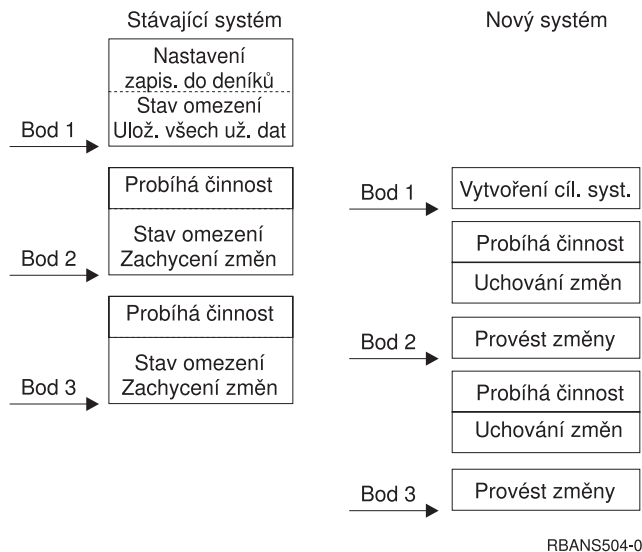 Stávající systém
Nastavení
zapis. do deníků
Stav omezení
Ulož. všech už. dat
Bod 1
Probíhá činnost
Stav omezení
Zachycení změn
Bod 2
Probíhá činnost
Stav omezení
Zachycení změn
Bod 3
Nový systém
Bod 1
Vytvoření cíl. syst.
Probíhá činnost
Uchování změn
Bod 2
Provést změny
Probíhá činnost
Uchování změn
Bod 3
Provést změny
RBANS504-0